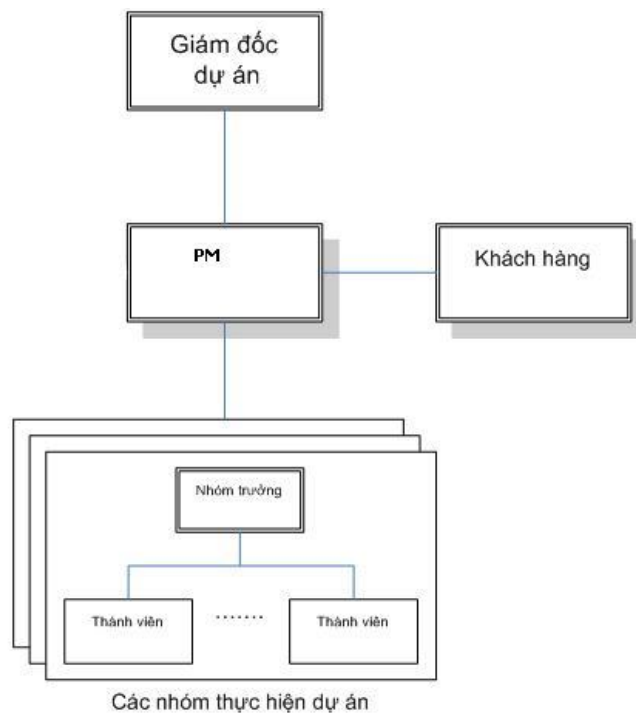 Giám đốc
dự án
PM
Khách hàng
Nhóm trưởng
Thành viên
.......
Thành viên
Các nhóm thực hiện dự án